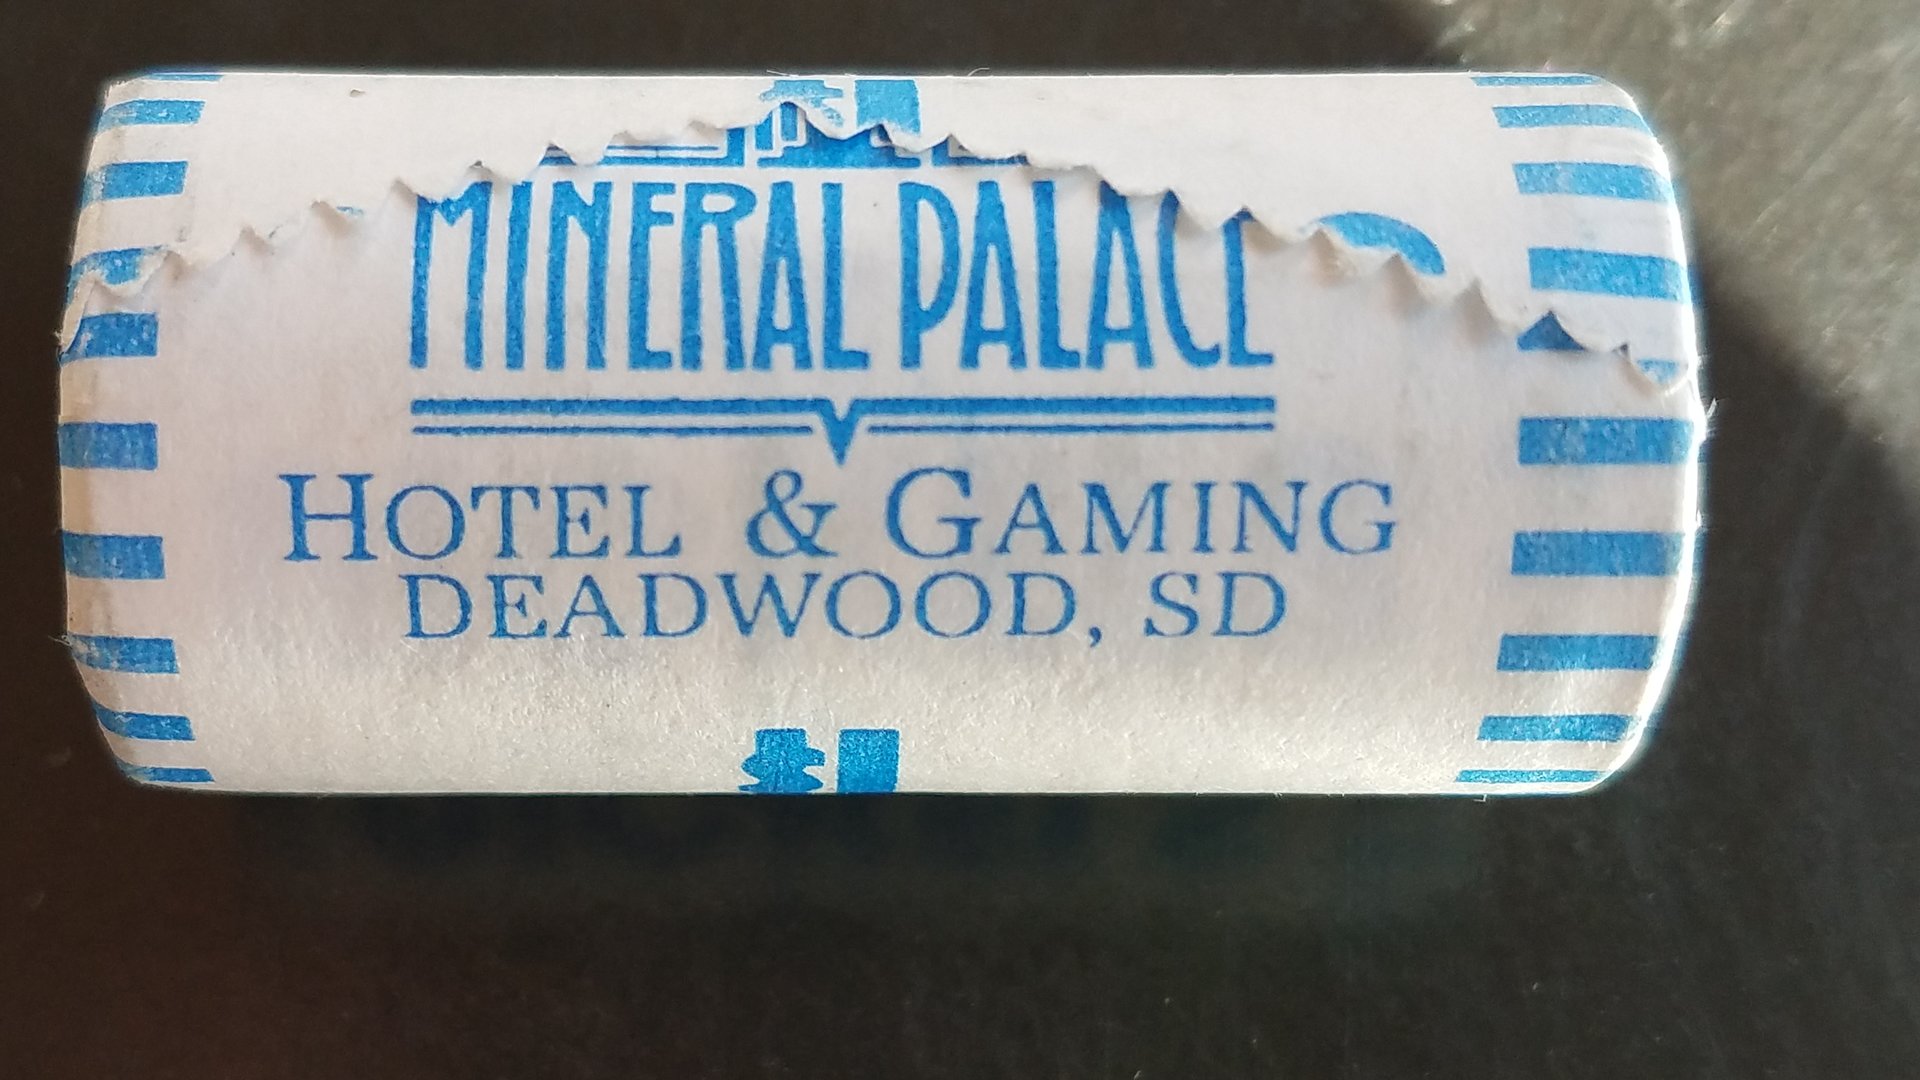 MINERAL PALACE
HOTEL & GAMING
DEADWOOD, SD